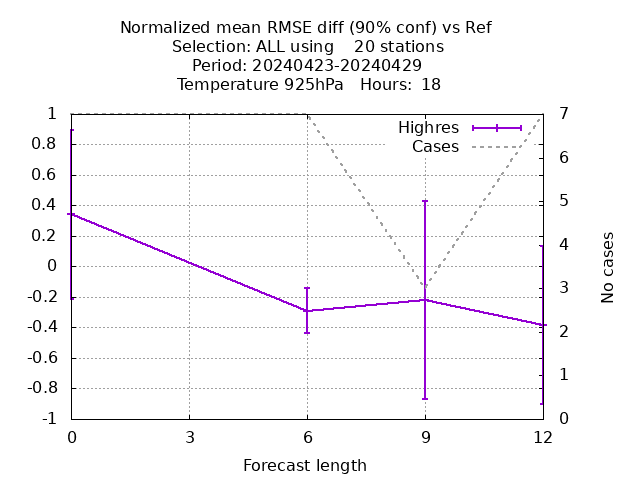 Normalized mean RMSE diff (90% conf) vs Ref
Selection: ALL using    20 stations
Period: 20240423-20240429
Temperature 925hPa   Hours:  18
Highres
Cases
1
0.8
0.6
0.4
0.2
0
-0.2
-0.4
-0.6
-0.8
-1
7
6
5
4
3
2
1
0
No cases
0 3 6 9 12
Forecast length